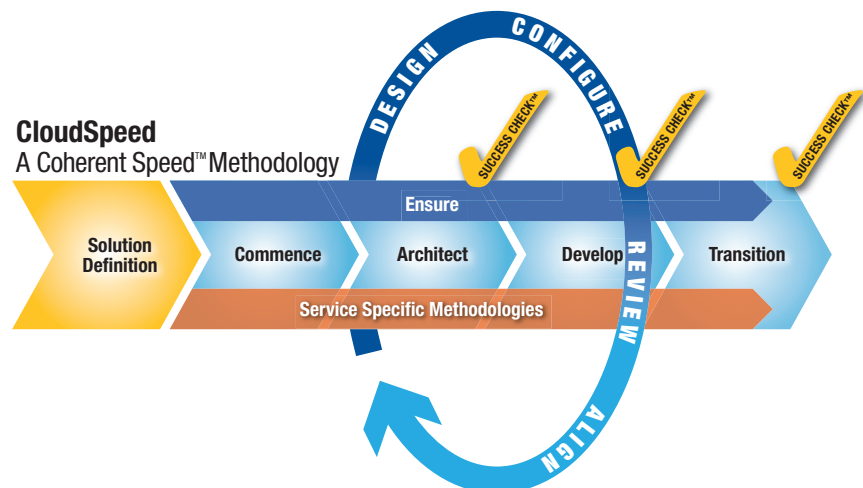 DESIGN
CONFIGURE
CloudSpeed
A Coherent Speed™ Methodology
SUCCESS CHECK™
SUCCESS CHECK™
SUCCESS CHECK™
Ensure
Solution
Definition
Commence
Architect
Develop
Transition
REVIEW
Service Specific Methodologies
ALIGN